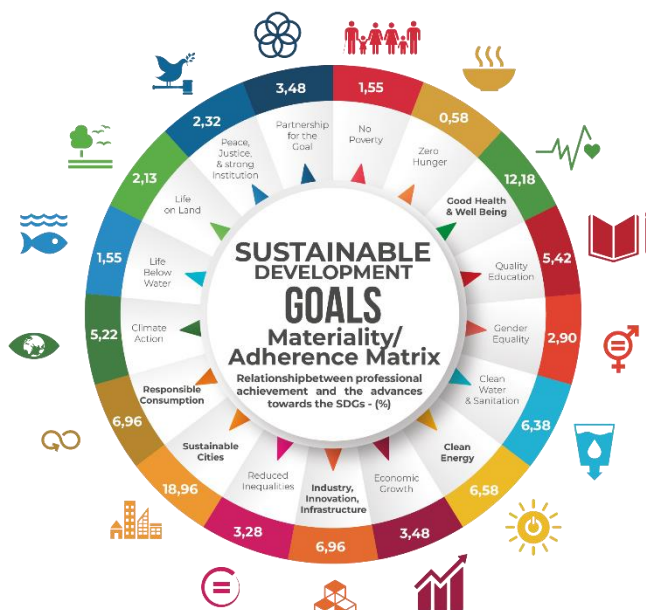 SUSTAINABLE
DEVELOPMENT
GOALS
Materiality/
Adherence Matrix
Relationshipbetween professional
achievement and the advances
towards the SDGs - (%)
1,55
No
Poverty
0,58
Zero
Hunger
12,18
Good Health
& Well Being
5,42
Quality
Education
2,90
Gender
Equality
6,38
Clean
Water
& Sanitation
6,58
Clean
Energy
3,48
Economic
Growth
6,96
Industry,
Innovation,
Infrastructure
3,28
Reduced
Inequalities
18,96
Sustainable
Cities
6,96
Responsible
Consumption
5,22
Climate
Action
1,55
Life
Below
Water
2,13
Life
on Land
2,32
Peace,
Justice,
& strong
Institution
3,48
Partnership
for the
Goal